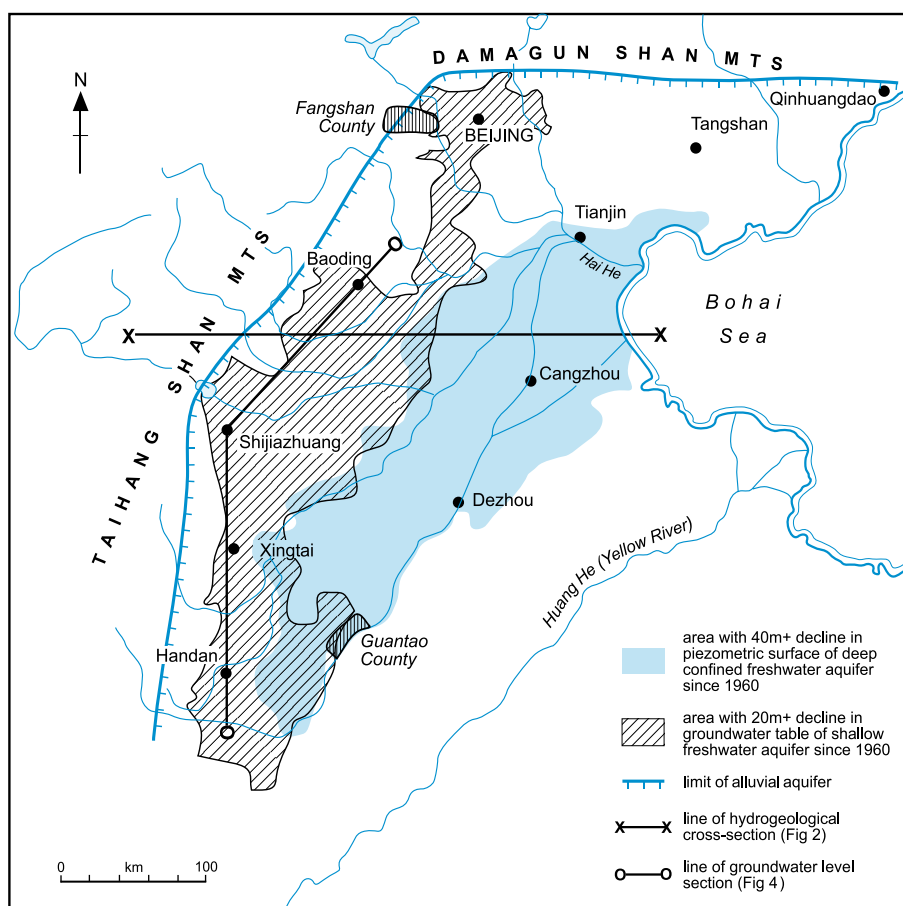 DAMAGUN SHAN MTS
N
Qinhuangdao
Fangshan
County
BEIJING
Tangshan
Tianjin
Hai He
TAIHANG SHAN MTS
Baoding
Bohai
Sea
X
X
Cangzhou
Shijiazhuang
Dezhou
Xingtai
Huang He (Yellow River)
Guantao
County
Handan
area with 40m+ decline in
piezometric surface of deep
confined freshwater aquifer
since 1960
area with 20m+ decline in
groundwater table of shallow
freshwater aquifer since 1960
limit of alluvial aquifer
X X line of hydrogeological
cross-section (Fig 2)
line of groundwater level
section (Fig 4)
0 km 100